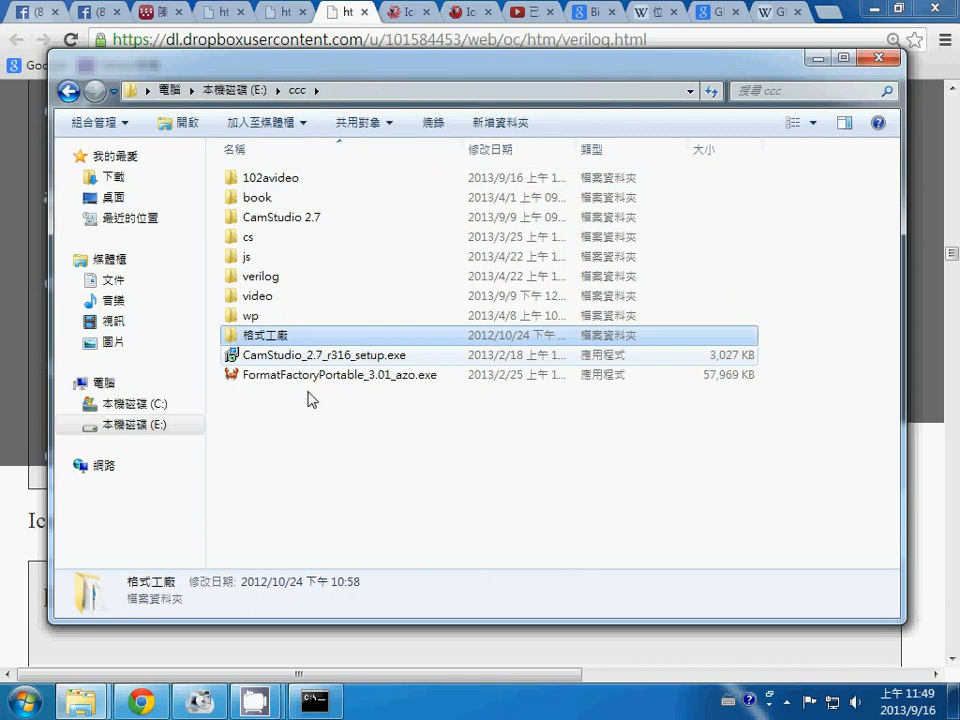 (8
(8
陳
ht
ht
ht
Ic
Ic
Bi
位
G
G
https://dl.dropboxusercontent.com/u/101584453/web/oc/htm/verilog.html
Goo
電腦 本機磁碟 (E:) ccc
搜尋 ccc
組合管理 開啟 加入至媒體櫃 共用對象 燒錄 新增資料夾
名稱 修改日期 類型 大小
我的最愛
下載
桌面
最近的位置
媒體櫃
文件
音樂
視訊
圖片
電腦
本機磁碟 (C:)
本機磁碟 (E:)
網路
102avideo 2013/9/16 上午 1... 檔案資料夾
book 2013/4/1 上午 09... 檔案資料夾
CamStudio 2.7 2013/9/9 上午 09... 檔案資料夾
cs 2013/3/25 上午 1... 檔案資料夾
js 2013/4/22 上午 1... 檔案資料夾
verilog 2013/4/22 上午 1... 檔案資料夾
video 2013/9/9 下午 12... 檔案資料夾
wp 2013/4/8 上午 10... 檔案資料夾
格式工廠 2012/10/24 下午 ... 檔案資料夾
CamStudio_2.7_r316_setup.exe 2013/2/18 上午 1... 應用程式 3,027 KB
FormatFactoryPortable_3.01_azo.exe 2013/2/25 上午 1... 應用程式 57,969 KB
Ic
格式工廠 修改日期: 2012/10/24 下午 10:58
檔案資料夾
上午 11:49
2013/9/16